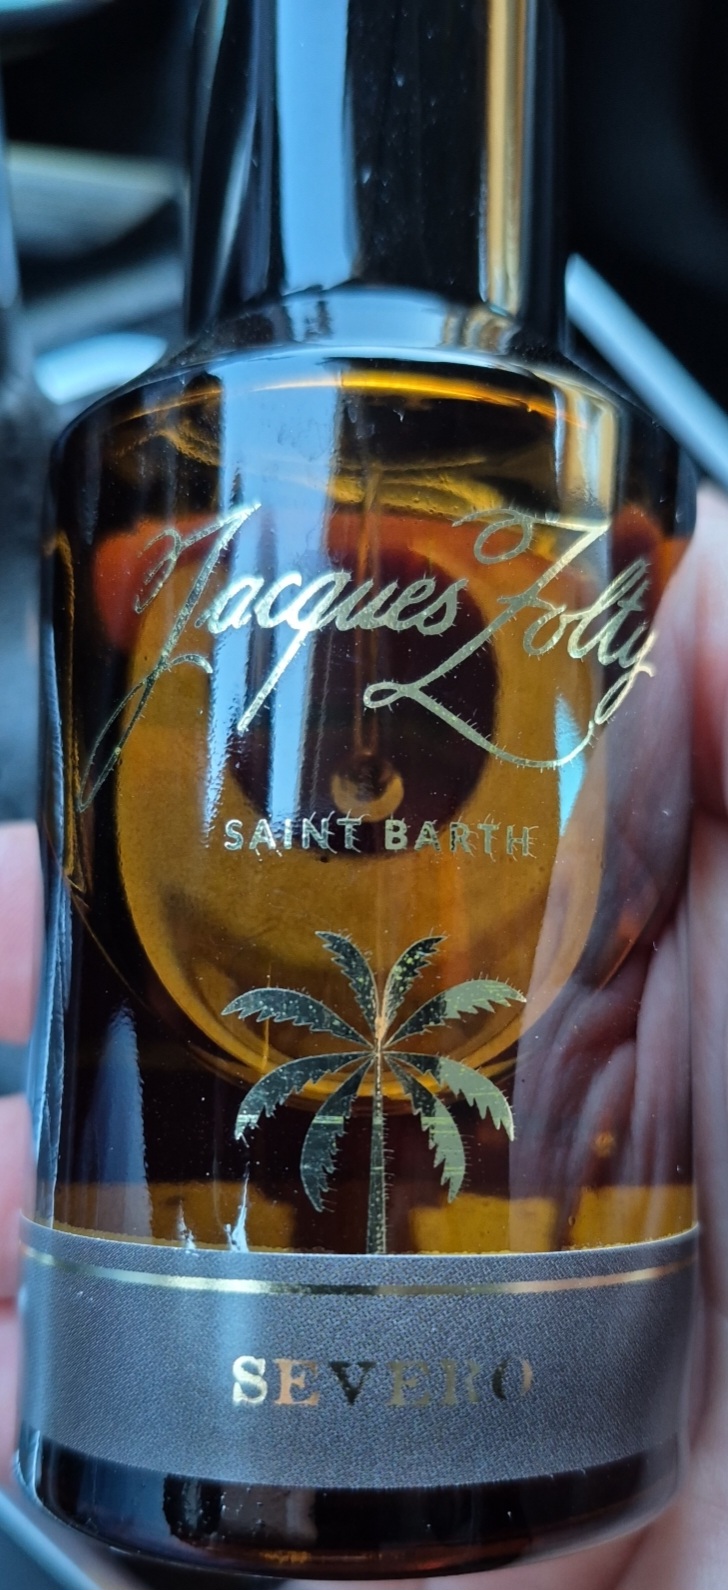 Jacques Zolty
SAINT BARTH
SEVERO